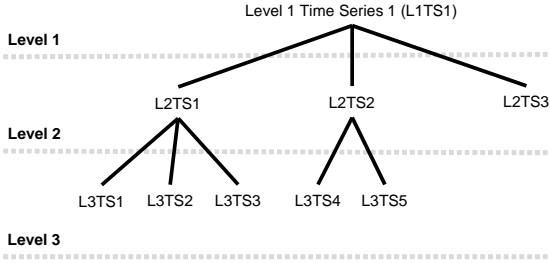 Level 1 Time Series 1 (L1TS1)
Level 1
L2TS1 L2TS2 L2TS3
Level 2
L3TS1 L3TS2 L3TS3 L3TS4 L3TS5
Level 3